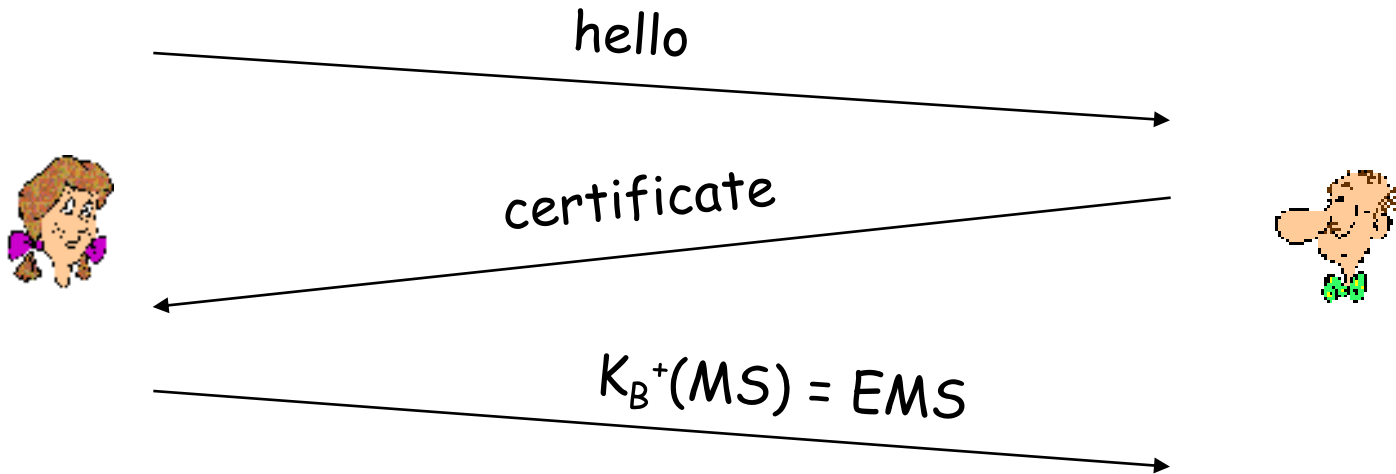 hello
certificate
K_B⁺(MS) = EMS